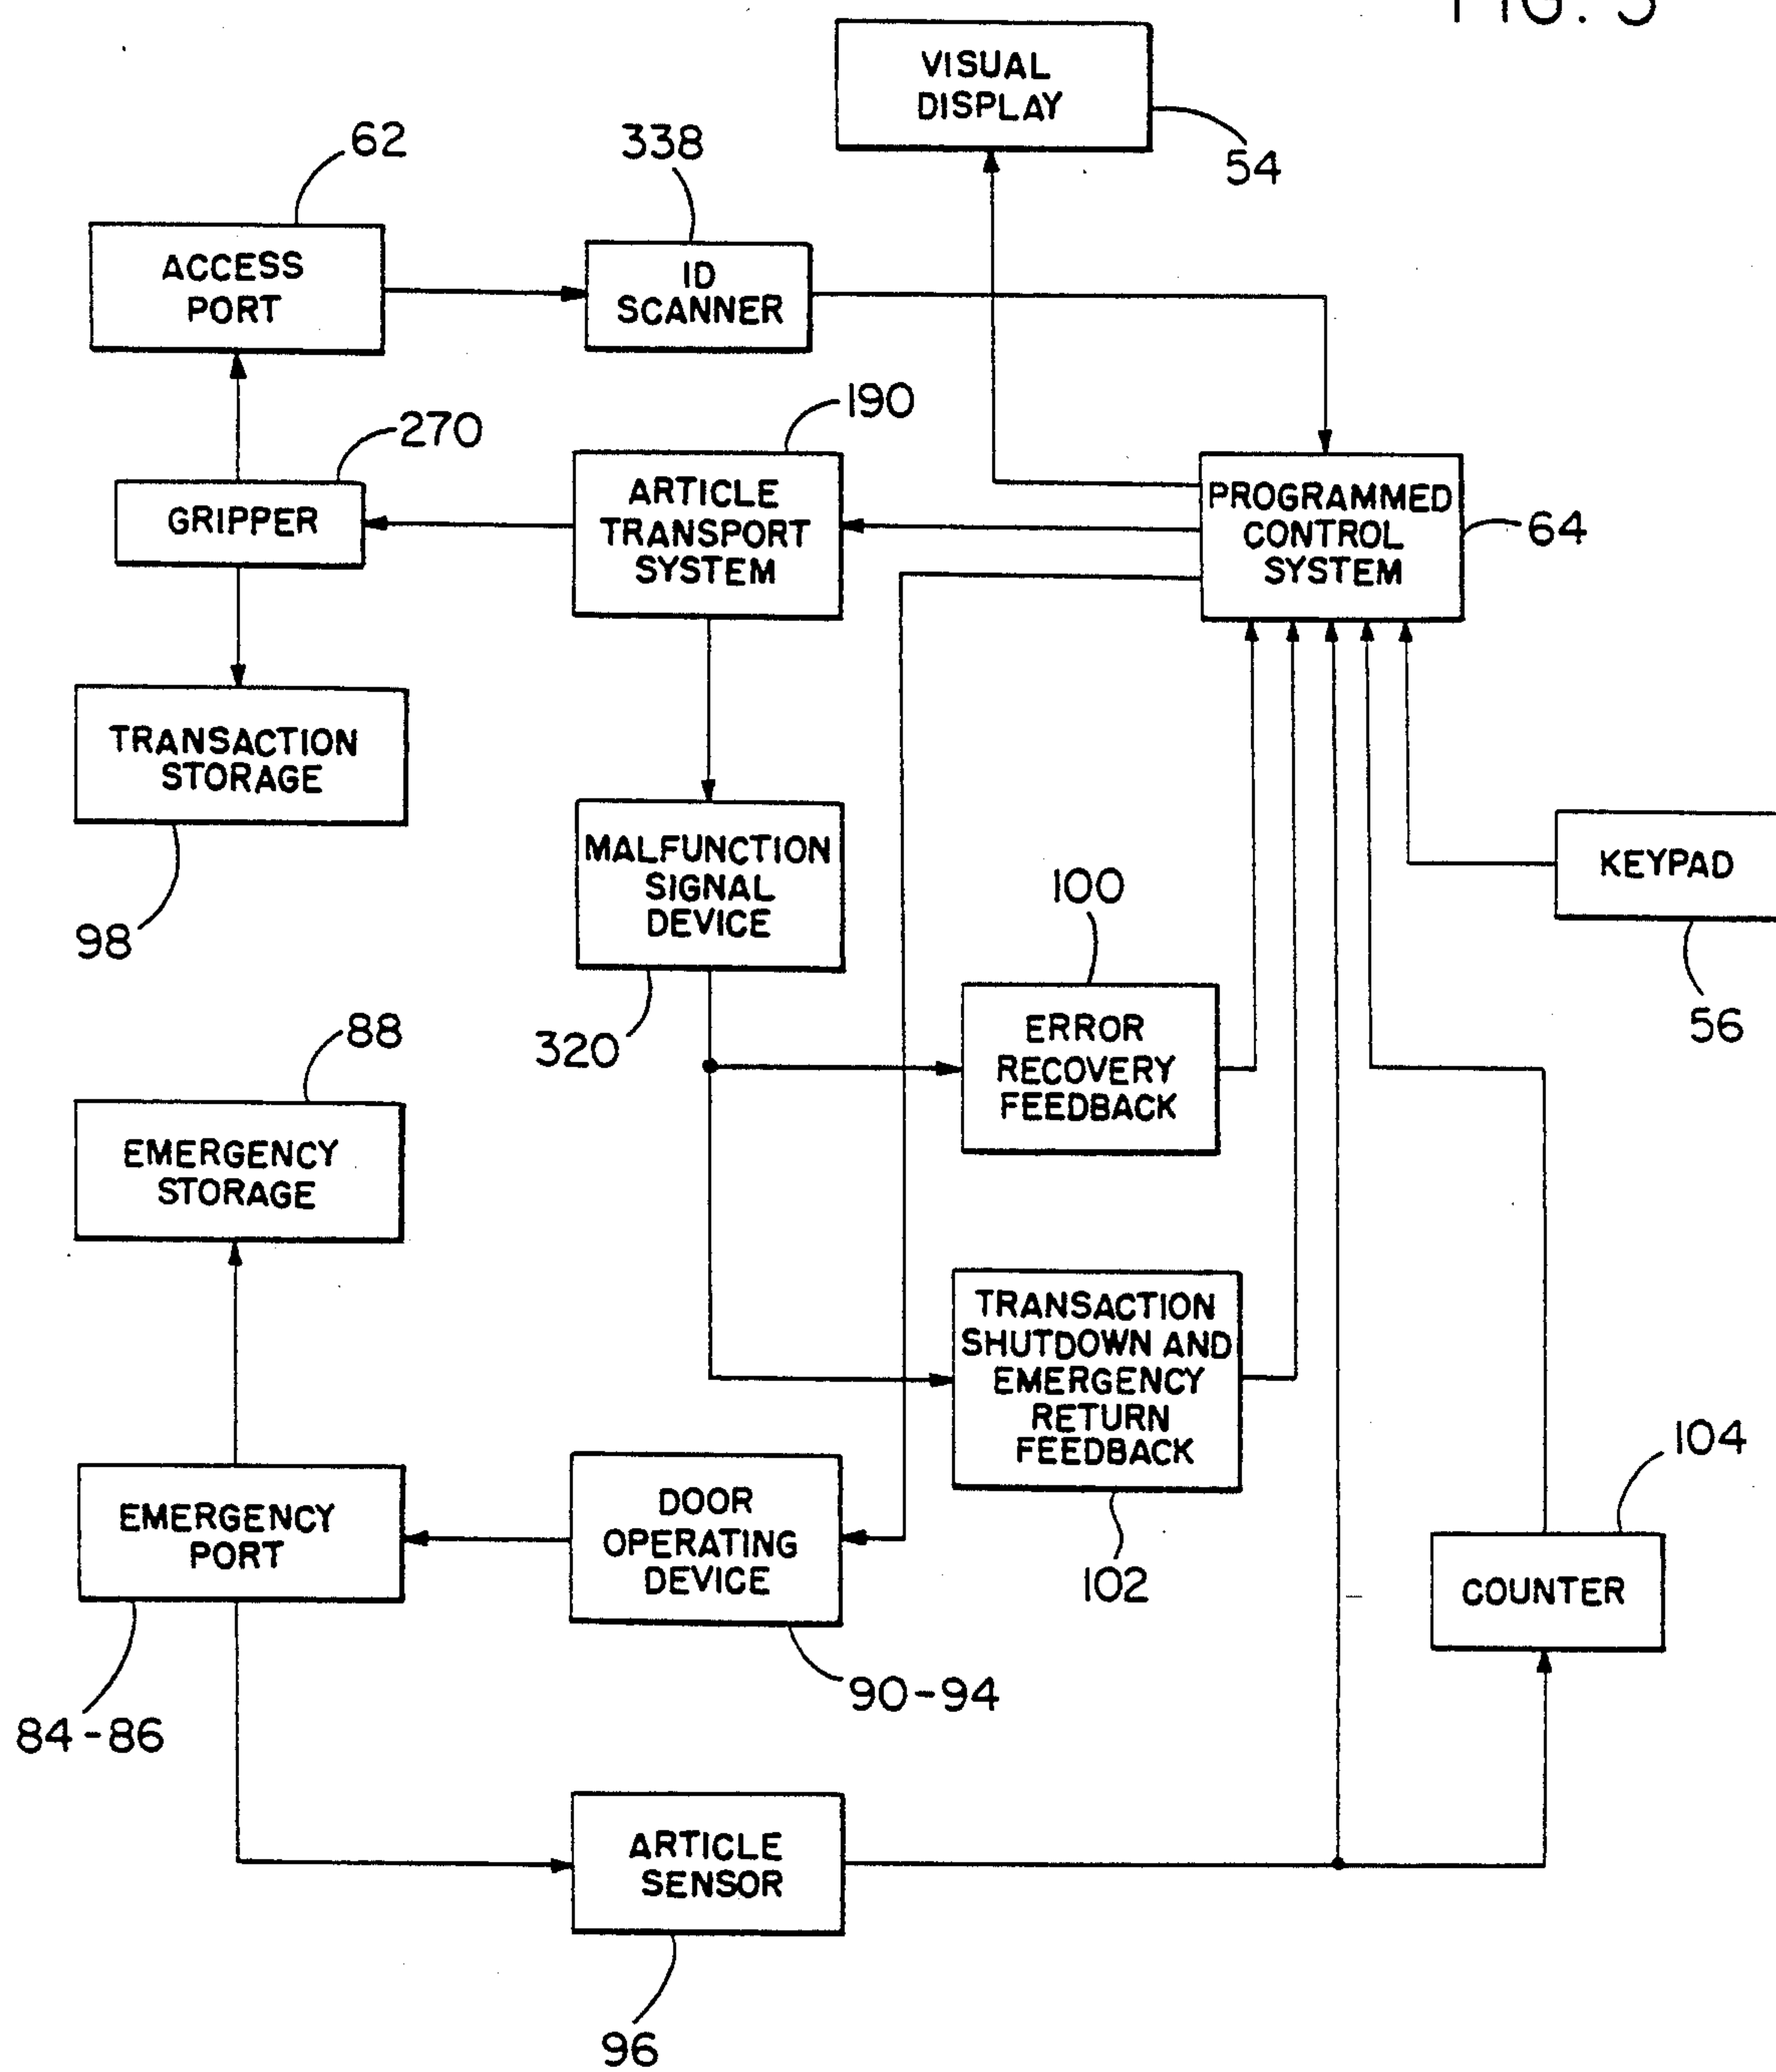 FIG. 3
VISUAL
DISPLAY
54
62
338
ACCESS
PORT
ID
SCANNER
190
270
ARTICLE
TRANSPORT
SYSTEM
GRIPPER
PROGRAMMED
CONTROL
SYSTEM
64
TRANSACTION
STORAGE
98
MALFUNCTION
SIGNAL
DEVICE
320
KEYPAD
56
100
ERROR
RECOVERY
FEEDBACK
88
EMERGENCY
STORAGE
TRANSACTION
SHUTDOWN AND
EMERGENCY
RETURN
FEEDBACK
102
104
COUNTER
EMERGENCY
PORT
84-86
DOOR
OPERATING
DEVICE
90-94
ARTICLE
SENSOR
96